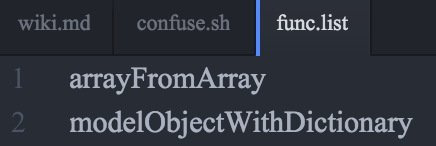 wiki.md confuse.sh func.list
1 arrayFromArray
2 modelObjectWithDictionary